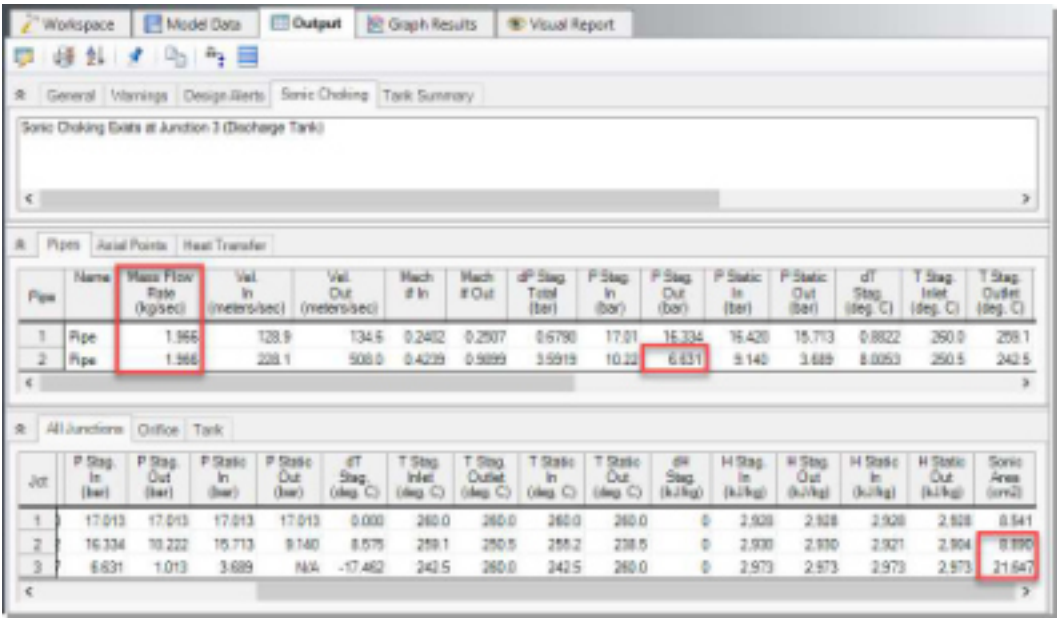 Workspace Model Data Output Graph Results Visual Report
General Warnings Design Alerts Sonic Choking Tank Summary
Sonic Choking Exists at Junction 3 (Discharge Tank)
Pipes Axial Points Heat Transfer
Pipe Name Mass Flow Rate (kg/sec) Vel. In (meters/sec) Vel. Out (meters/sec) Mach # In Mach # Out dP Stag. Total (bar) P Stag. In (bar) P Stag. Out (bar) P Static In (bar) P Static Out (bar) dT Stag. (deg. C) T Stag. Inlet (deg. C) T Stag. Outlet (deg. C)
1 Pipe 1.966 128.9 134.6 0.2402 0.2507 0.6790 17.01 16.334 16.420 15.713 0.8822 260.0 259.1
2 Pipe 1.966 228.1 508.0 0.4239 0.9899 3.5919 10.22 6.631 9.140 3.689 8.0053 250.5 242.5
All Junctions Orifice Tank
Jct P Stag. In (bar) P Stag. Out (bar) P Static In (bar) P Static Out (bar) dT Stag. (deg. C) T Stag. Inlet (deg. C) T Stag. Outlet (deg. C) T Static In (deg. C) T Static Out (deg. C) dH Stag. (kJ/kg) H Stag. In (kJ/kg) H Stag. Out (kJ/kg) H Static In (kJ/kg) H Static Out (kJ/kg) Sonic Area (cm2)
1 17.013 17.013 17.013 17.013 0.000 260.0 260.0 260.0 260.0 0 2,928 2,928 2,928 2,928 8.541
2 16.334 10.222 15.713 9.140 8.575 259.1 250.5 255.2 238.5 0 2,930 2,930 2,921 2,904 8.890
3 6.631 1.013 3.689 N/A -17.462 242.5 260.0 242.5 260.0 0 2,973 2,973 2,973 2,973 21.647